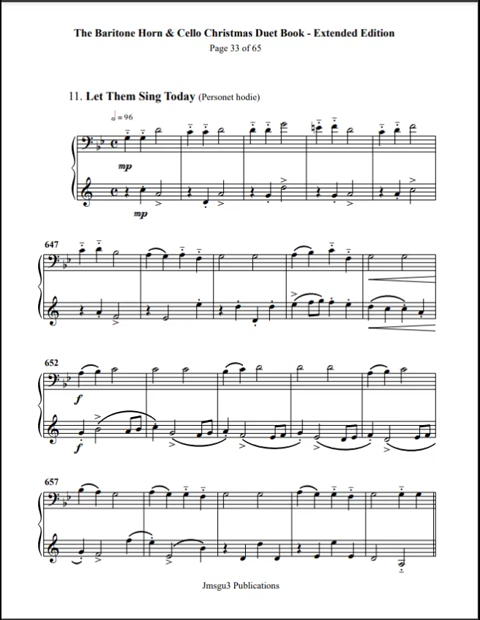 The Baritone Horn & Cello Christmas Duet Book - Extended Edition
Page 33 of 65
11. Let Them Sing Today (Personet hodie)
= 96
mp
mp
647
652
f
f
657
Jmsgu3 Publications